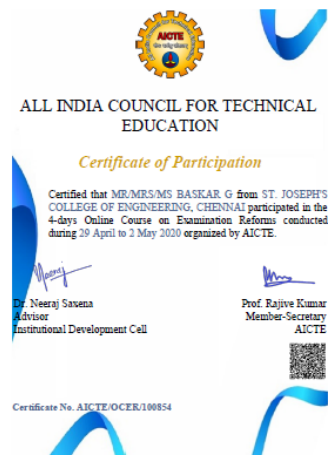 AICTE
ALL INDIA COUNCIL FOR TECHNICAL
EDUCATION
Certificate of Participation
Certified that MR/MRS/MS BASKAR G from ST. JOSEPH'S
COLLEGE OF ENGINEERING, CHENNAI participated in the
4-days Online Course on Examination Reforms conducted
during 29 April to 2 May 2020 organized by AICTE.
Neeraj
Dr. Neeraj Saxena
Advisor
Institutional Development Cell
Prof. Rajive Kumar
Member-Secretary
AICTE
Certificate No. AICTE/OCER/100854